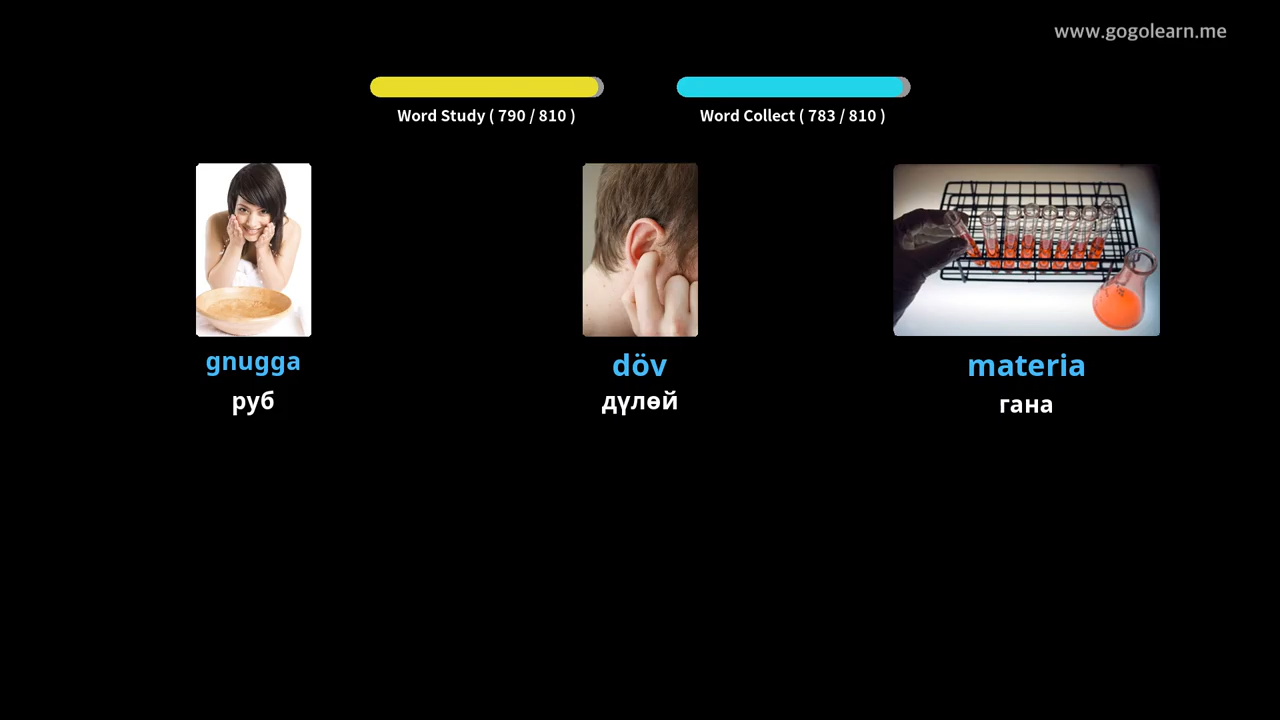 www.gogolearn.me
Word Study ( 790 / 810 )
Word Collect ( 783 / 810 )
gnugga
döv
materia
руб
дүлөй
гана